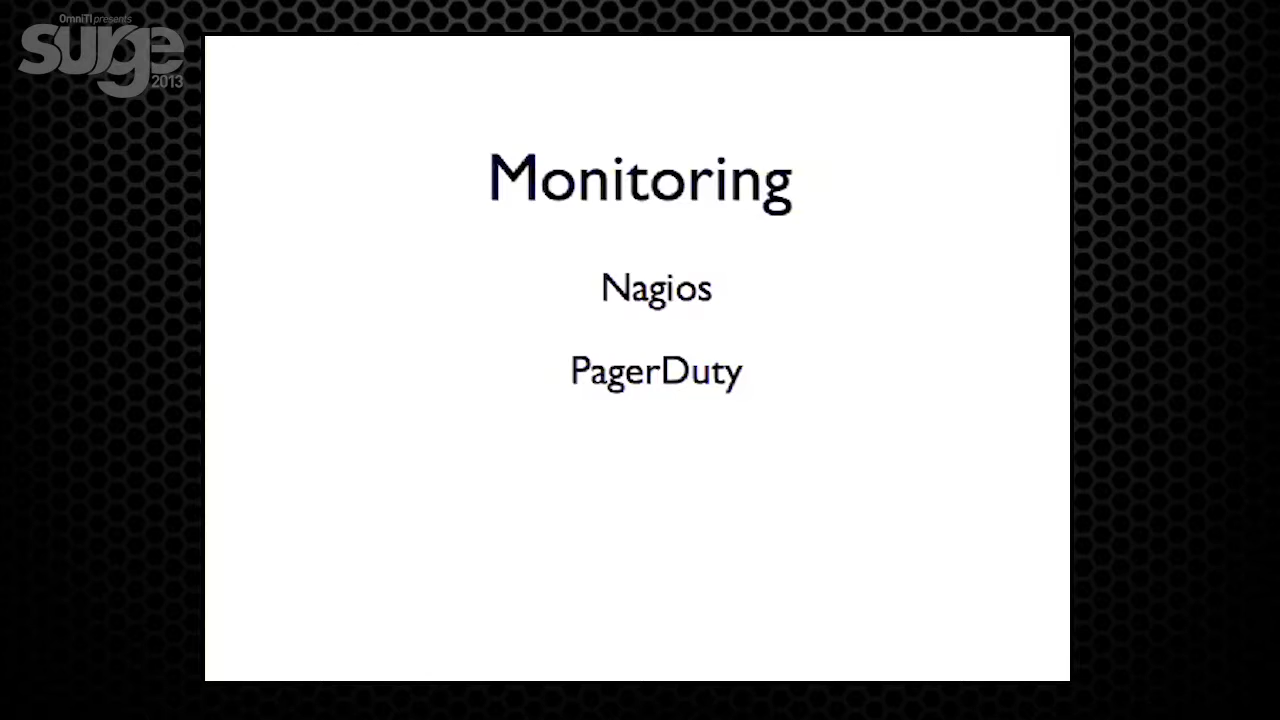 OmniTI presents
surge
2013
Monitoring
Nagios
PagerDuty